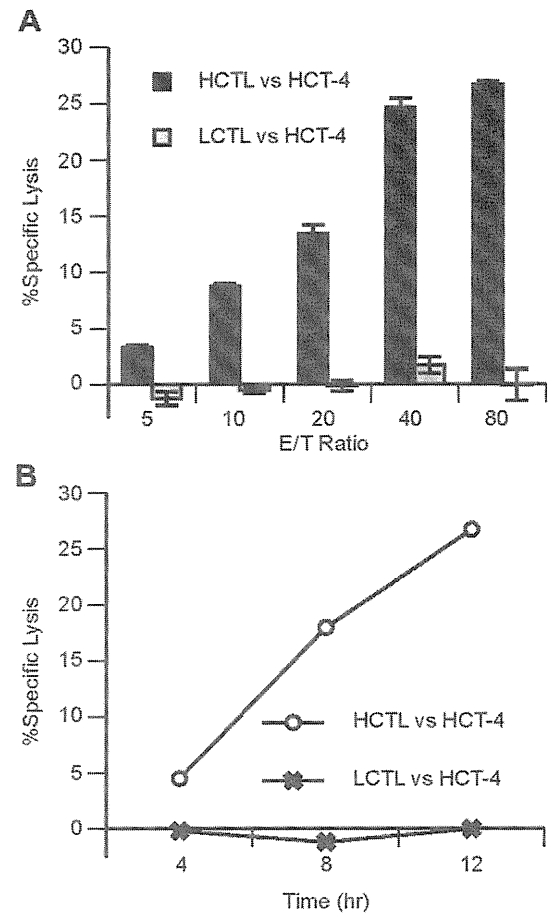 A
30
25
20
15
10
5
0
%Specific Lysis
HCTL vs HCT-4
LCTL vs HCT-4
5 10 20 40 80
E/T Ratio
B
30
25
20
15
10
5
0
%Specific Lysis
HCTL vs HCT-4
LCTL vs HCT-4
4 8 12
Time (hr)